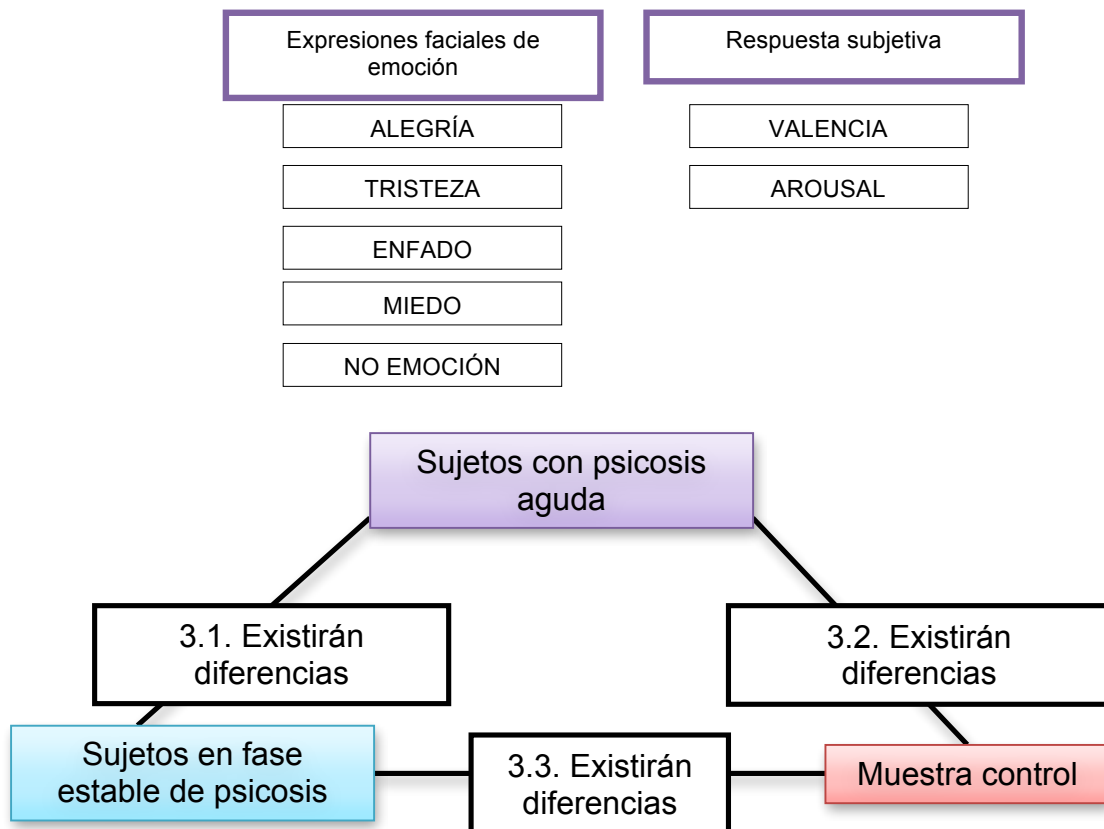 Expresiones faciales de
emoción
Respuesta subjetiva
ALEGRÍA
VALENCIA
TRISTEZA
AROUSAL
ENFADO
MIEDO
NO EMOCIÓN
Sujetos con psicosis
aguda
3.1. Existirán
diferencias
3.2. Existirán
diferencias
Sujetos en fase
estable de psicosis
3.3. Existirán
diferencias
Muestra control